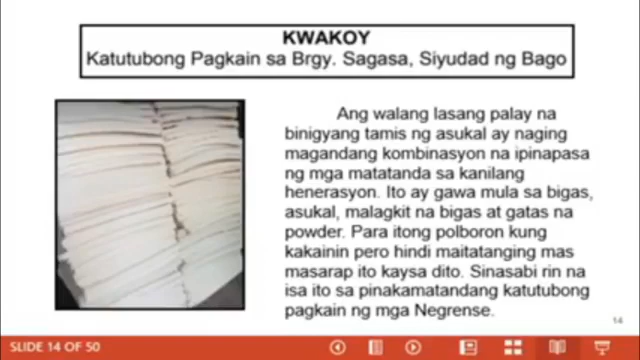 KWAKOY
Katutubong Pagkain sa Brgy. Sagasa, Siyudad ng Bago
Ang walang lasang palay na
binigyang tamis ng asukal ay naging
magandang kombinasyon na ipinapasa
ng mga matatanda sa kanilang
henerasyon. Ito ay gawa mula sa bigas,
asukal, malagkit na bigas at gatas na
powder. Para itong polboron kung
kakainin pero hindi maitatanging mas
masarap ito kaysa dito. Sinasabi rin na
isa ito sa pinakamatandang katutubong
pagkain ng mga Negrense.
14
SLIDE 14 OF 50